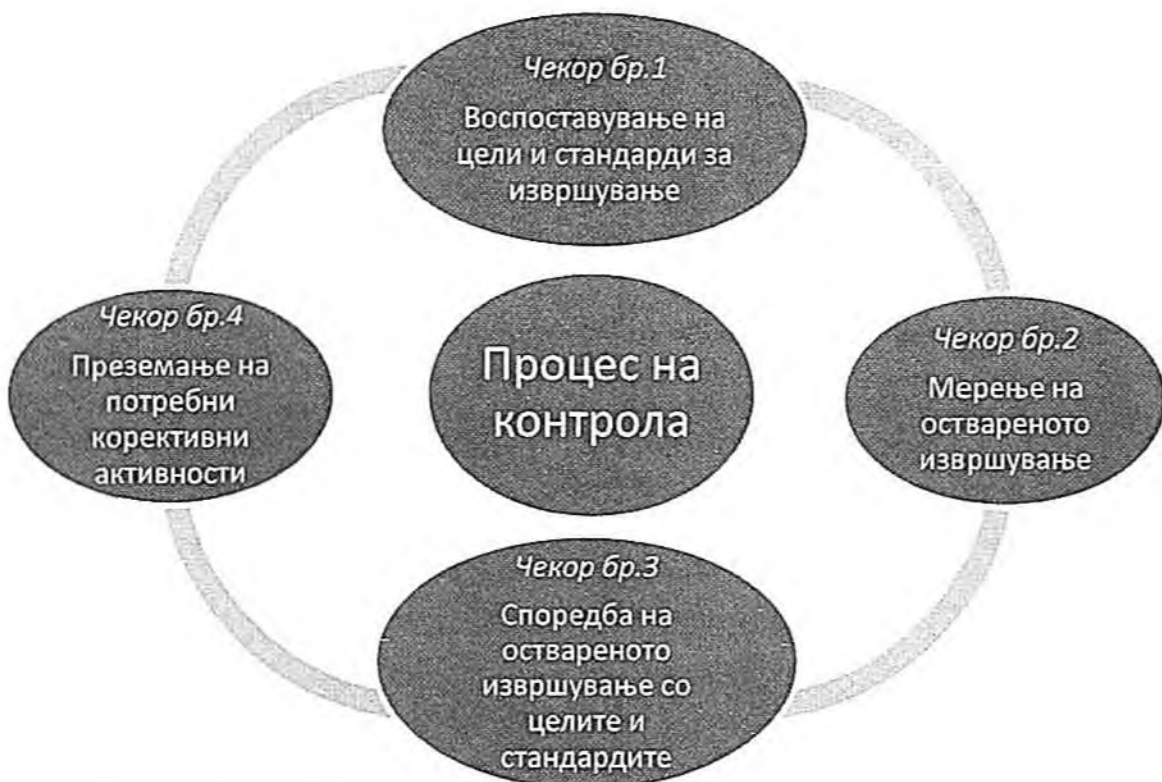 Чекор бр.1
Воспоставување на
цели и стандарди за
извршување
Чекор бр.4
Преземање на
потребни
корективни
активности
Процес на
контрола
Чекор бр.2
Мерење на
оствареното
извршување
Чекор бр.3
Споредба на
оствареното
извршување со
целите и
стандардите